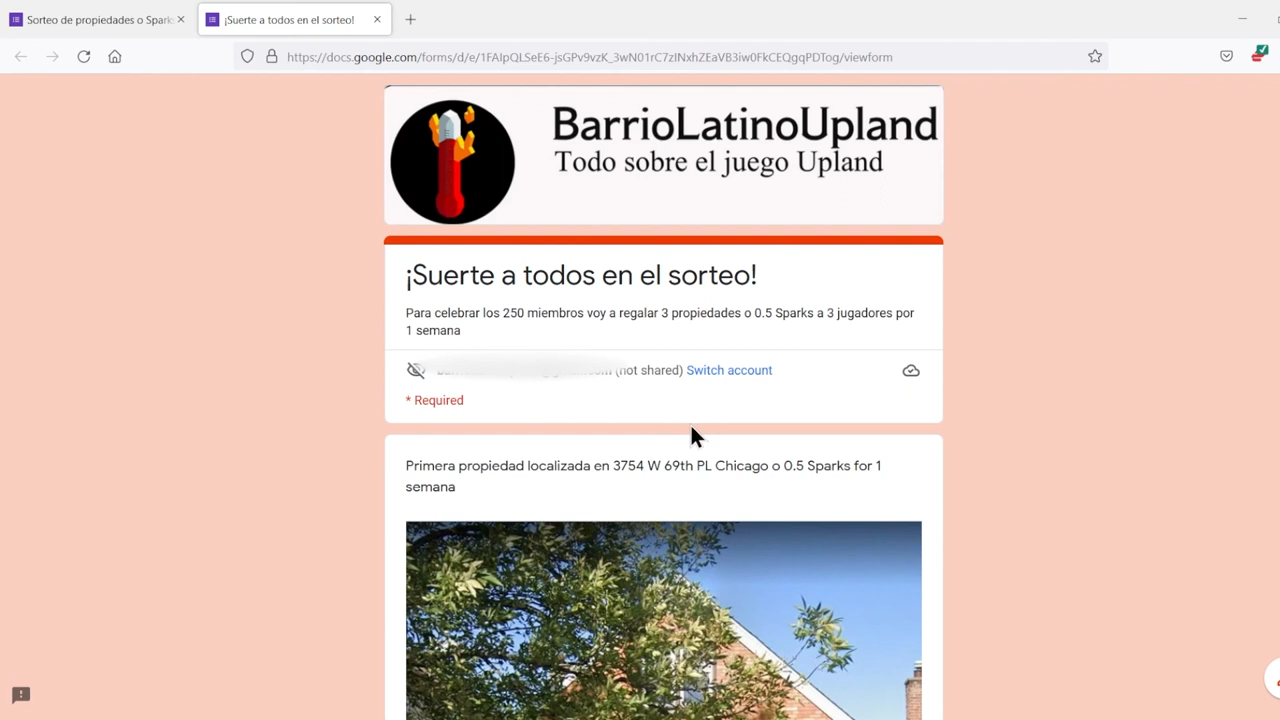 Sorteo de propiedades o Spark
¡Suerte a todos en el sorteo!
https://docs.google.com/forms/d/e/1FAIpQLSeE6-jsGPv9vzK_3wN01rC7zINxhZEaVB3iw0FkCEQgqPDTog/viewform
BarrioLatinoUpland
Todo sobre el juego Upland
¡Suerte a todos en el sorteo!
Para celebrar los 250 miembros voy a regalar 3 propiedades o 0.5 Sparks a 3 jugadores por
1 semana
(not shared) Switch account
* Required
Primera propiedad localizada en 3754 W 69th PL Chicago o 0.5 Sparks for 1
semana